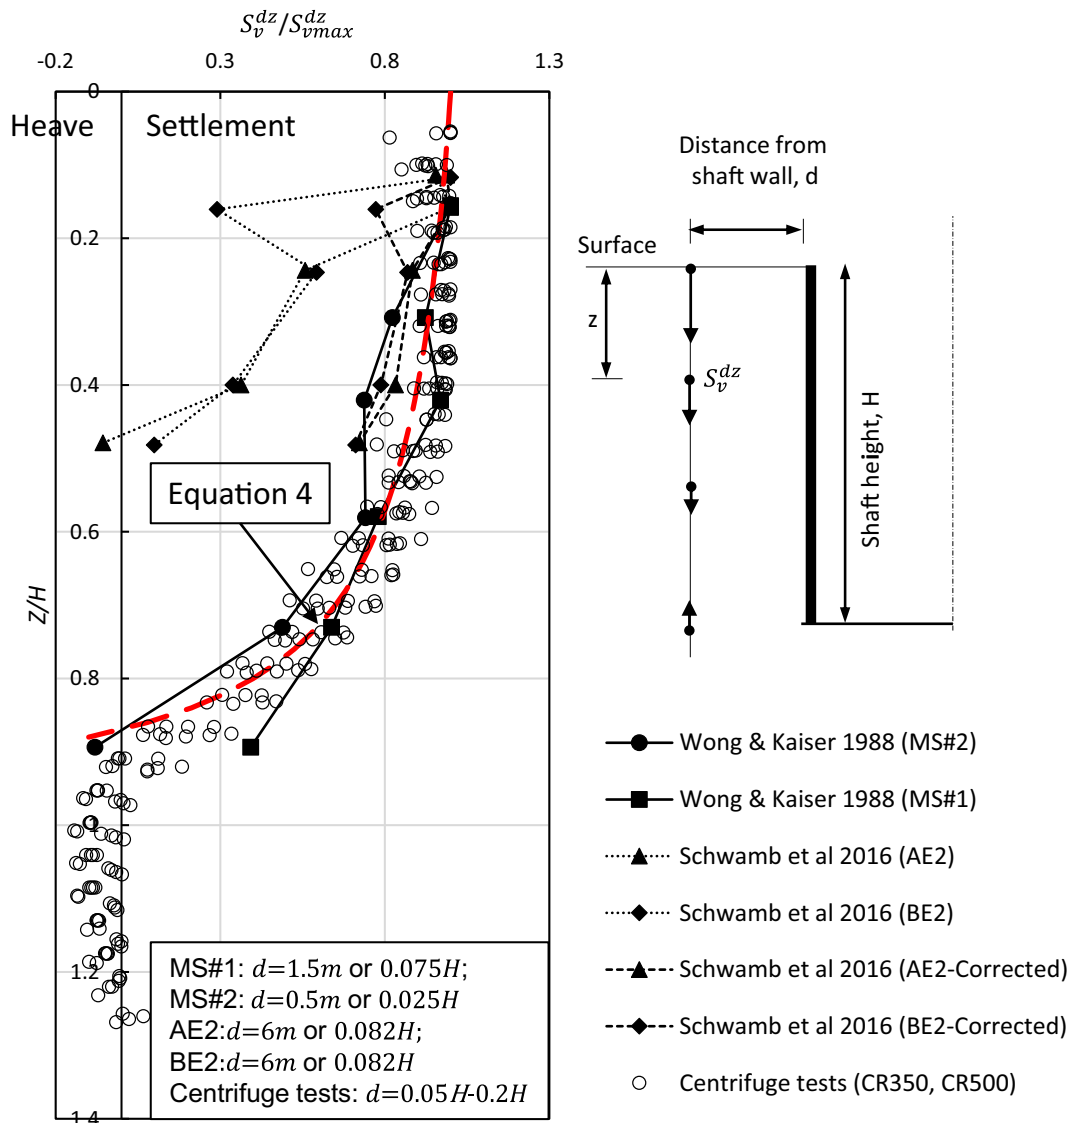 S_v^{dz}/S_{vmax}^{dz}
-0.2 0.3 0.8 1.3
0
Heave Settlement
0.2
0.4
Equation 4
0.6
Z/H
0.8
1
1.2
1.4
MS#1: d=1.5m or 0.075H;
MS#2: d=0.5m or 0.025H
AE2:d=6m or 0.082H;
BE2:d=6m or 0.082H
Centrifuge tests: d=0.05H-0.2H
Distance from
shaft wall, d
Surface
z
S_v^{dz}
Shaft height, H
Wong & Kaiser 1988 (MS#2)
Wong & Kaiser 1988 (MS#1)
Schwamb et al 2016 (AE2)
Schwamb et al 2016 (BE2)
Schwamb et al 2016 (AE2-Corrected)
Schwamb et al 2016 (BE2-Corrected)
Centrifuge tests (CR350, CR500)